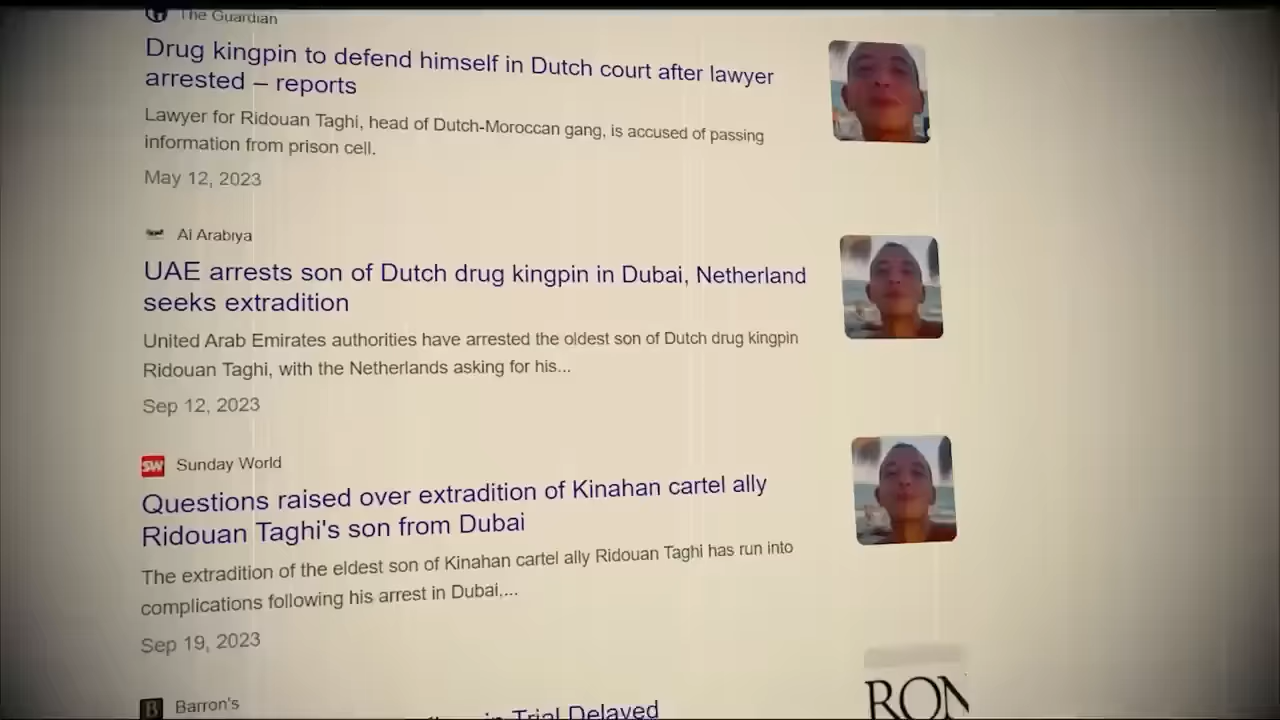 The Guardian
Drug kingpin to defend himself in Dutch court after lawyer
arrested – reports
Lawyer for Ridouan Taghi, head of Dutch-Moroccan gang, is accused of passing
information from prison cell.
May 12, 2023
Al Arabiya
UAE arrests son of Dutch drug kingpin in Dubai, Netherland
seeks extradition
United Arab Emirates authorities have arrested the oldest son of Dutch drug kingpin
Ridouan Taghi, with the Netherlands asking for his...
Sep 12, 2023
SW Sunday World
Questions raised over extradition of Kinahan cartel ally
Ridouan Taghi's son from Dubai
The extradition of the eldest son of Kinahan cartel ally Ridouan Taghi has run into
complications following his arrest in Dubai,...
Sep 19, 2023
B Barron's
in Trial Delayed
RON